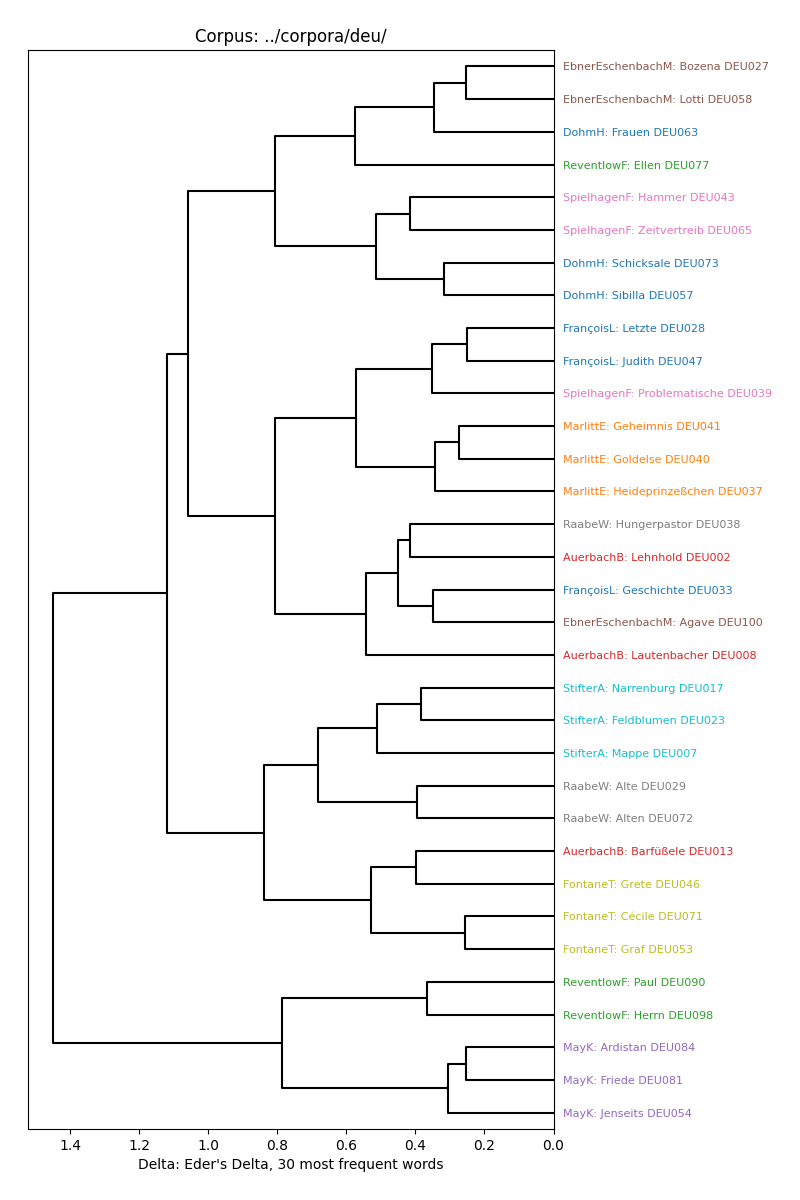 Corpus: ../corpora/deu/
EbnerEschenbachM: Bozena DEU027
EbnerEschenbachM: Lotti DEU058
DohmH: Frauen DEU063
ReventlowF: Ellen DEU077
SpielhagenF: Hammer DEU043
SpielhagenF: Zeitvertreib DEU065
DohmH: Schicksale DEU073
DohmH: Sibilla DEU057
FrançoisL: Letzte DEU028
FrançoisL: Judith DEU047
SpielhagenF: Problematische DEU039
MarlittE: Geheimnis DEU041
MarlittE: Goldelse DEU040
MarlittE: Heideprinzeßchen DEU037
RaabeW: Hungerpastor DEU038
AuerbachB: Lehnhold DEU002
FrançoisL: Geschichte DEU033
EbnerEschenbachM: Agave DEU100
AuerbachB: Lautenbacher DEU008
StifterA: Narrenburg DEU017
StifterA: Feldblumen DEU023
StifterA: Mappe DEU007
RaabeW: Alte DEU029
RaabeW: Alten DEU072
AuerbachB: Barfüßele DEU013
FontaneT: Grete DEU046
FontaneT: Cécile DEU071
FontaneT: Graf DEU053
ReventlowF: Paul DEU090
ReventlowF: Herrn DEU098
MayK: Ardistan DEU084
MayK: Friede DEU081
MayK: Jenseits DEU054
1.4 1.2 1.0 0.8 0.6 0.4 0.2 0.0
Delta: Eder's Delta, 30 most frequent words